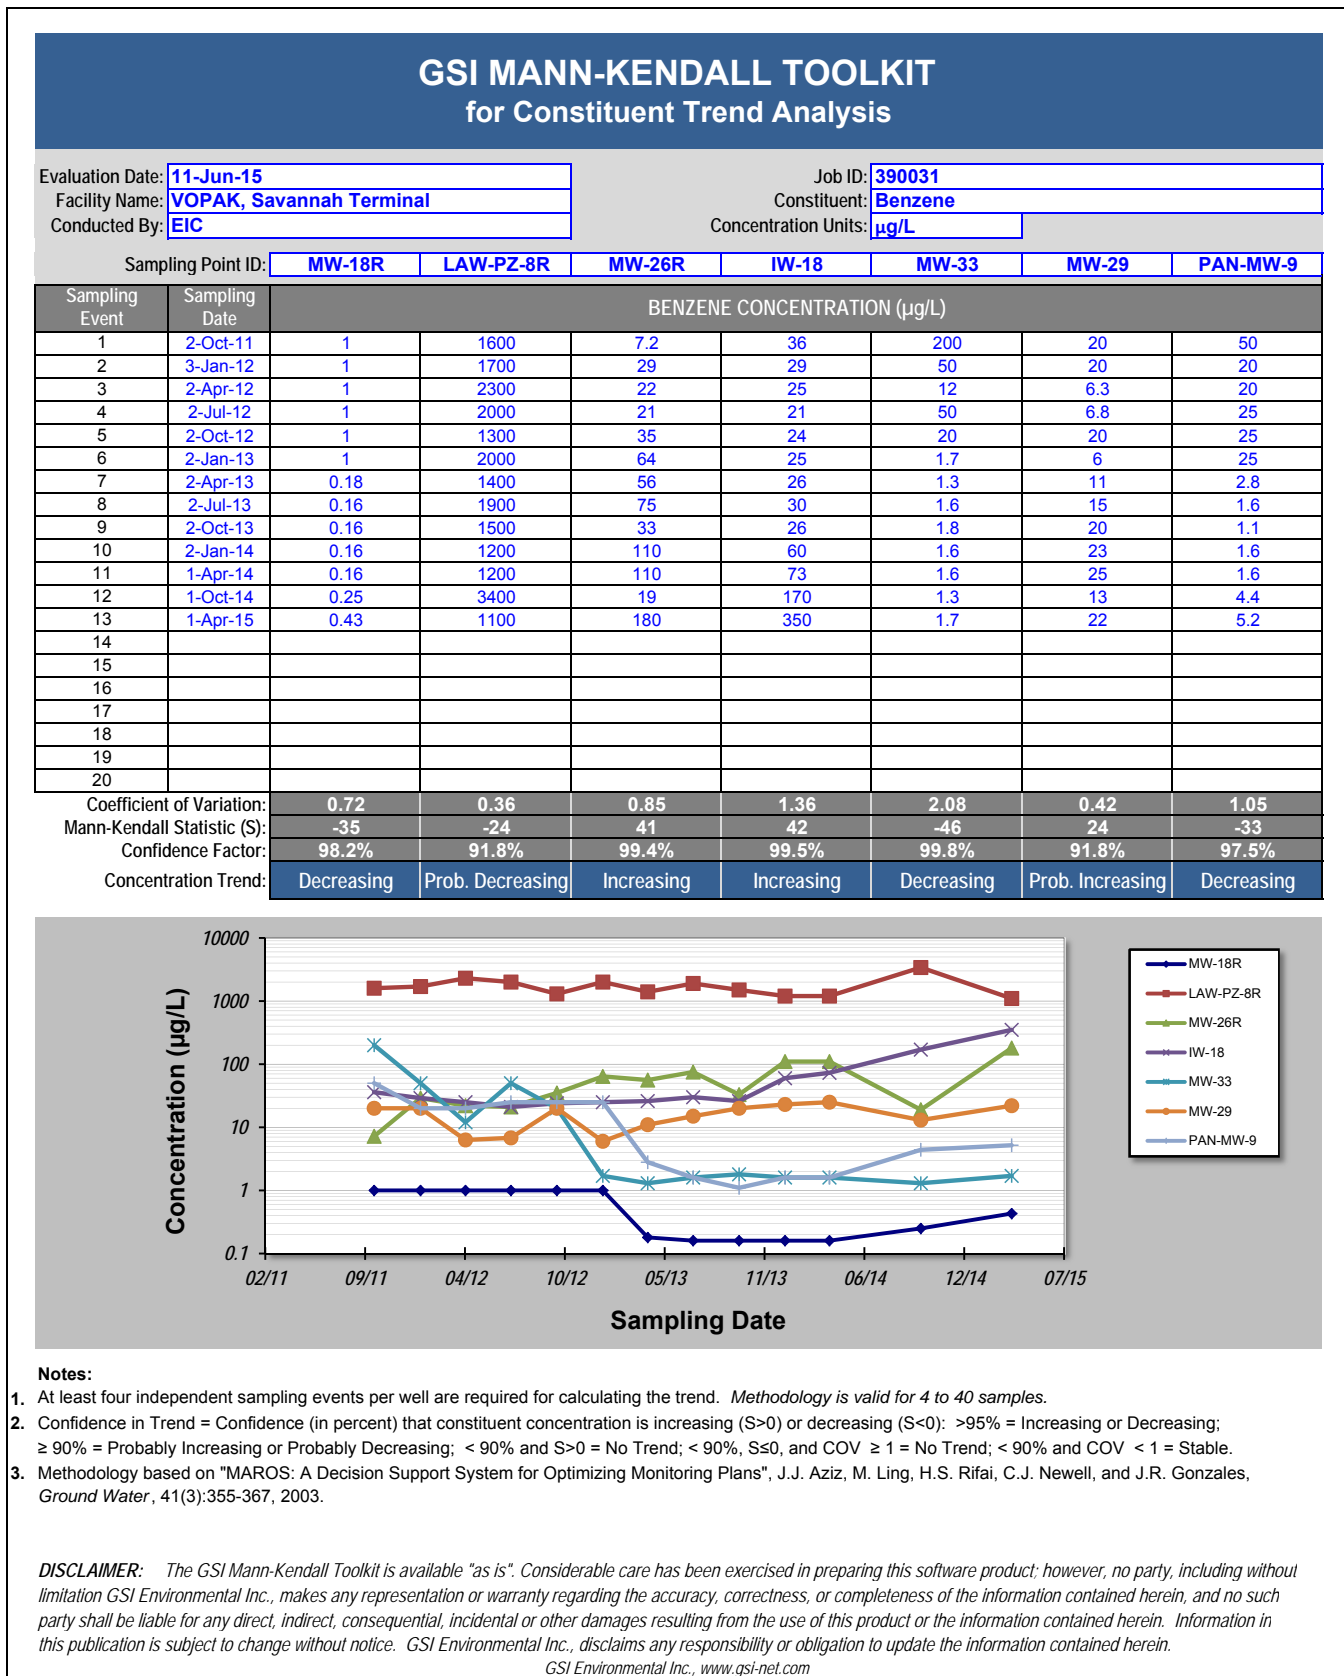 GSI MANN-KENDALL TOOLKIT
for Constituent Trend Analysis
Evaluation Date: 11-Jun-15 Job ID: 390031
Facility Name: VOPAK, Savannah Terminal Constituent: Benzene
Conducted By: EIC Concentration Units: µg/L
Sampling Point ID: MW-18R LAW-PZ-8R MW-26R IW-18 MW-33 MW-29 PAN-MW-9
Sampling Event Sampling Date BENZENE CONCENTRATION (µg/L)
1 2-Oct-11 1 1600 7.2 36 200 20 50
2 3-Jan-12 1 1700 29 29 50 20 20
3 2-Apr-12 1 2300 22 25 12 6.3 20
4 2-Jul-12 1 2000 21 21 50 6.8 25
5 2-Oct-12 1 1300 35 24 20 20 25
6 2-Jan-13 1 2000 64 25 1.7 6 25
7 2-Apr-13 0.18 1400 56 26 1.3 11 2.8
8 2-Jul-13 0.16 1900 75 30 1.6 15 1.6
9 2-Oct-13 0.16 1500 33 26 1.8 20 1.1
10 2-Jan-14 0.16 1200 110 60 1.6 23 1.6
11 1-Apr-14 0.16 1200 110 73 1.6 25 1.6
12 1-Oct-14 0.25 3400 19 170 1.3 13 4.4
13 1-Apr-15 0.43 1100 180 350 1.7 22 5.2
14
15
16
17
18
19
20
Coefficient of Variation: 0.72 0.36 0.85 1.36 2.08 0.42 1.05
Mann-Kendall Statistic (S): -35 -24 41 42 -46 24 -33
Confidence Factor: 98.2% 91.8% 99.4% 99.5% 99.8% 91.8% 97.5%
Concentration Trend: Decreasing Prob. Decreasing Increasing Increasing Decreasing Prob. Increasing Decreasing
Concentration (µg/L)
10000
1000
100
10
1
0.1
02/11 09/11 04/12 10/12 05/13 11/13 06/14 12/14 07/15
Sampling Date
MW-18R
LAW-PZ-8R
MW-26R
IW-18
MW-33
MW-29
PAN-MW-9
Notes:
1. At least four independent sampling events per well are required for calculating the trend. Methodology is valid for 4 to 40 samples.
2. Confidence in Trend = Confidence (in percent) that constituent concentration is increasing (S>0) or decreasing (S<0): >95% = Increasing or Decreasing;
≥ 90% = Probably Increasing or Probably Decreasing; < 90% and S>0 = No Trend; < 90%, S≤0, and COV ≥ 1 = No Trend; < 90% and COV < 1 = Stable.
3. Methodology based on "MAROS: A Decision Support System for Optimizing Monitoring Plans", J.J. Aziz, M. Ling, H.S. Rifai, C.J. Newell, and J.R. Gonzales,
Ground Water, 41(3):355-367, 2003.
DISCLAIMER: The GSI Mann-Kendall Toolkit is available "as is". Considerable care has been exercised in preparing this software product; however, no party, including without
limitation GSI Environmental Inc., makes any representation or warranty regarding the accuracy, correctness, or completeness of the information contained herein, and no such
party shall be liable for any direct, indirect, consequential, incidental or other damages resulting from the use of this product or the information contained herein. Information in
this publication is subject to change without notice. GSI Environmental Inc., disclaims any responsibility or obligation to update the information contained herein.
GSI Environmental Inc., www.gsi-net.com